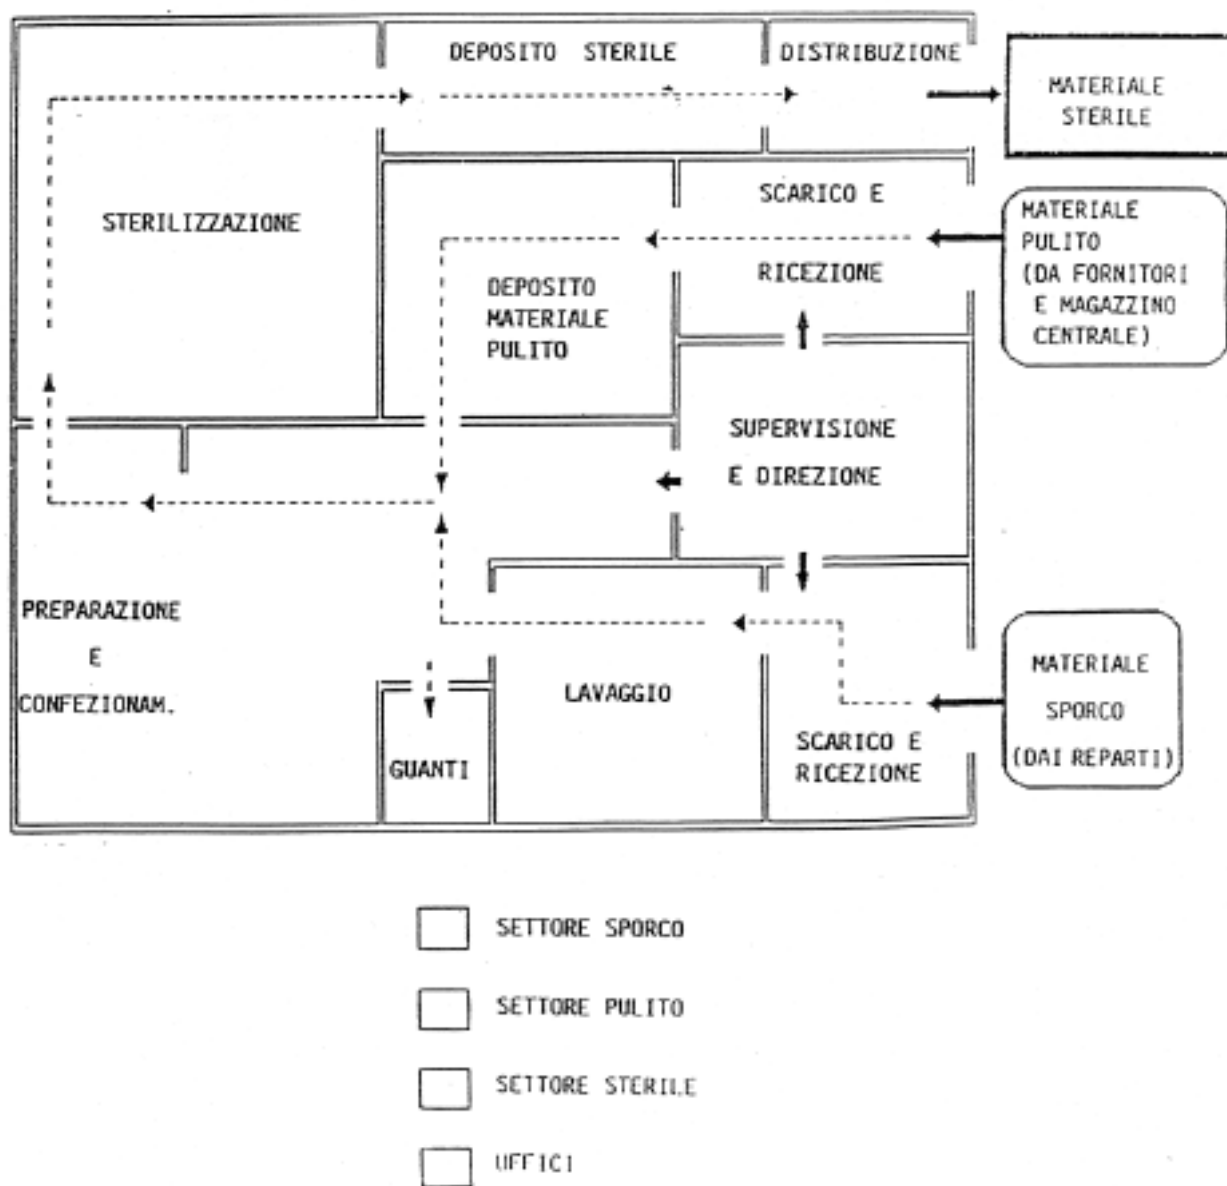 DEPOSITO STERILE
DISTRIBUZIONE
MATERIALE
STERILE
STERILIZZAZIONE
SCARICO E
RICEZIONE
MATERIALE
PULITO
(DA FORNITORI
E MAGAZZINO
CENTRALE)
DEPOSITO
MATERIALE
PULITO
SUPERVISIONE
E DIREZIONE
PREPARAZIONE
E
CONFEZIONAM.
GUANTI
LAVAGGIO
SCARICO E
RICEZIONE
MATERIALE
SPORCO
(DAI REPARTI)
SETTORE SPORCO
SETTORE PULITO
SETTORE STERILE
UFFICI